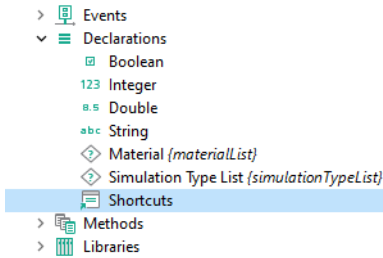 Events
Declarations
Boolean
123 Integer
8.5 Double
abc String
Material {materialList}
Simulation Type List {simulationTypeList}
Shortcuts
Methods
Libraries